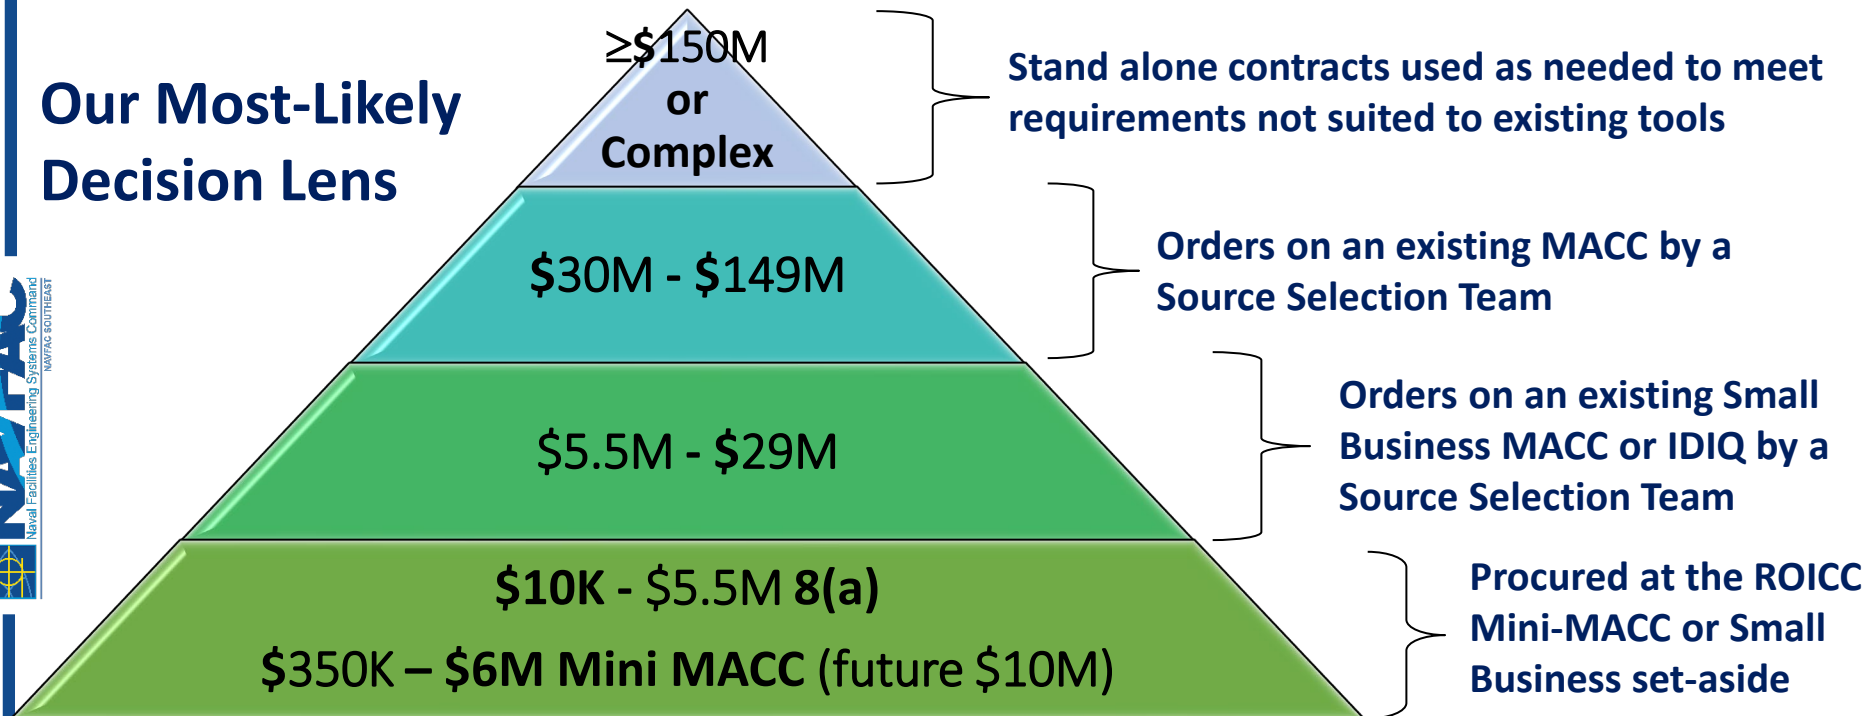 Our Most-Likely
Decision Lens
≥$150M
or
Complex
Stand alone contracts used as needed to meet
requirements not suited to existing tools
$30M - $149M
Orders on an existing MACC by a
Source Selection Team
$5.5M - $29M
Orders on an existing Small
Business MACC or IDIQ by a
Source Selection Team
$10K - $5.5M 8(a)
$350K – $6M Mini MACC (future $10M)
Procured at the ROICC
Mini-MACC or Small
Business set-aside
NAVFAC
Naval Facilities Engineering Systems Command
NAVFAC SOUTHEAST